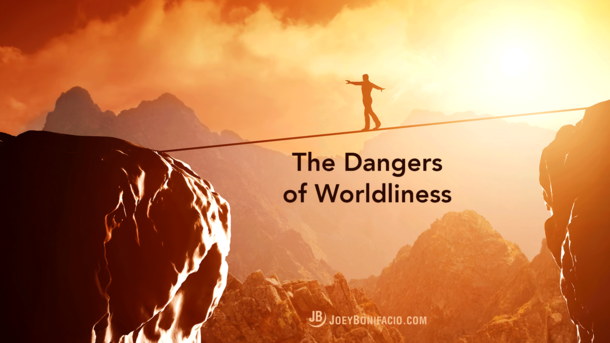 The Dangers
of Worldliness
JB JOEYBONIFACIO.COM